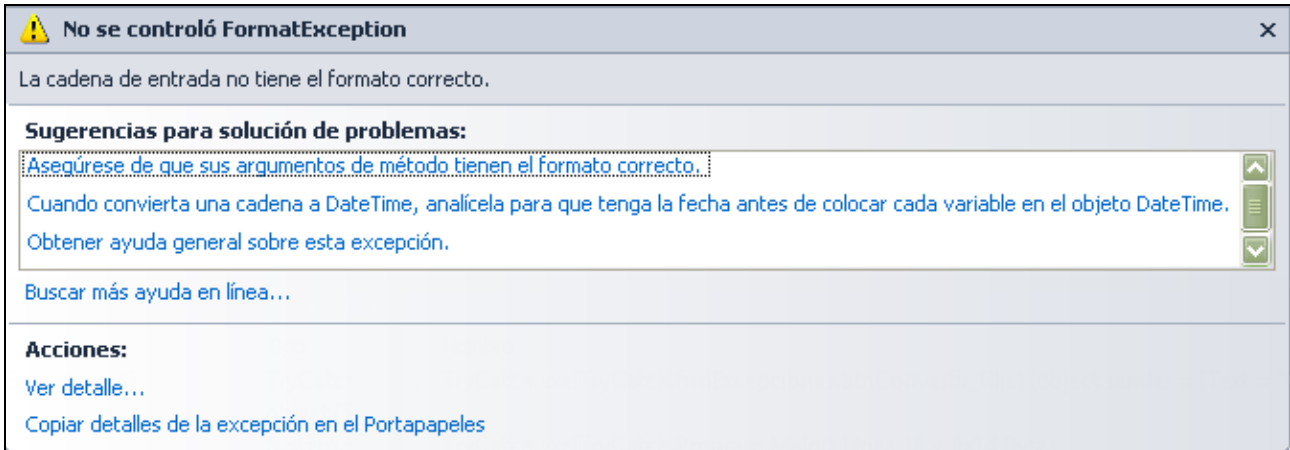 No se controló FormatException
La cadena de entrada no tiene el formato correcto.
Sugerencias para solución de problemas:
Asegúrese de que sus argumentos de método tienen el formato correcto.
Cuando convierta una cadena a DateTime, analícela para que tenga la fecha antes de colocar cada variable en el objeto DateTime.
Obtener ayuda general sobre esta excepción.
Buscar más ayuda en línea...
Acciones:
Ver detalle...
Copiar detalles de la excepción en el Portapapeles